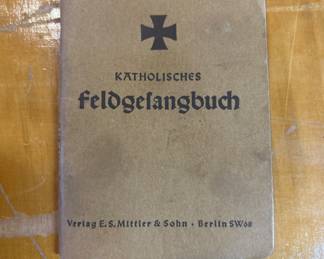 KATHOLISCHES
Feldgesangbuch
Verlag E. S. Mittler & Sohn • Berlin SW68